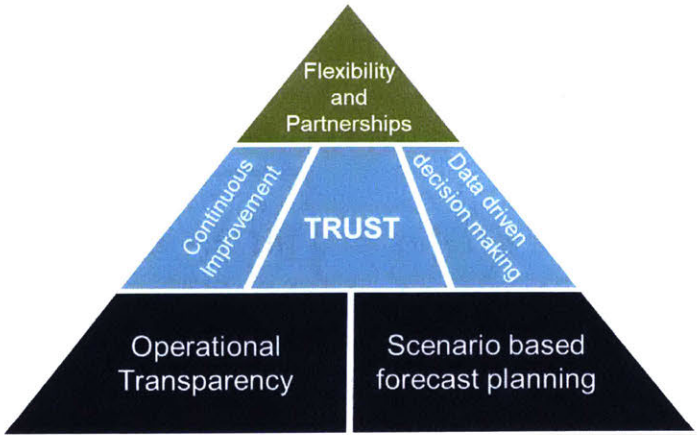 Flexibility
and
Partnerships
Continuous
Improvement
TRUST
Data driven
decision making
Operational
Transparency
Scenario based
forecast planning